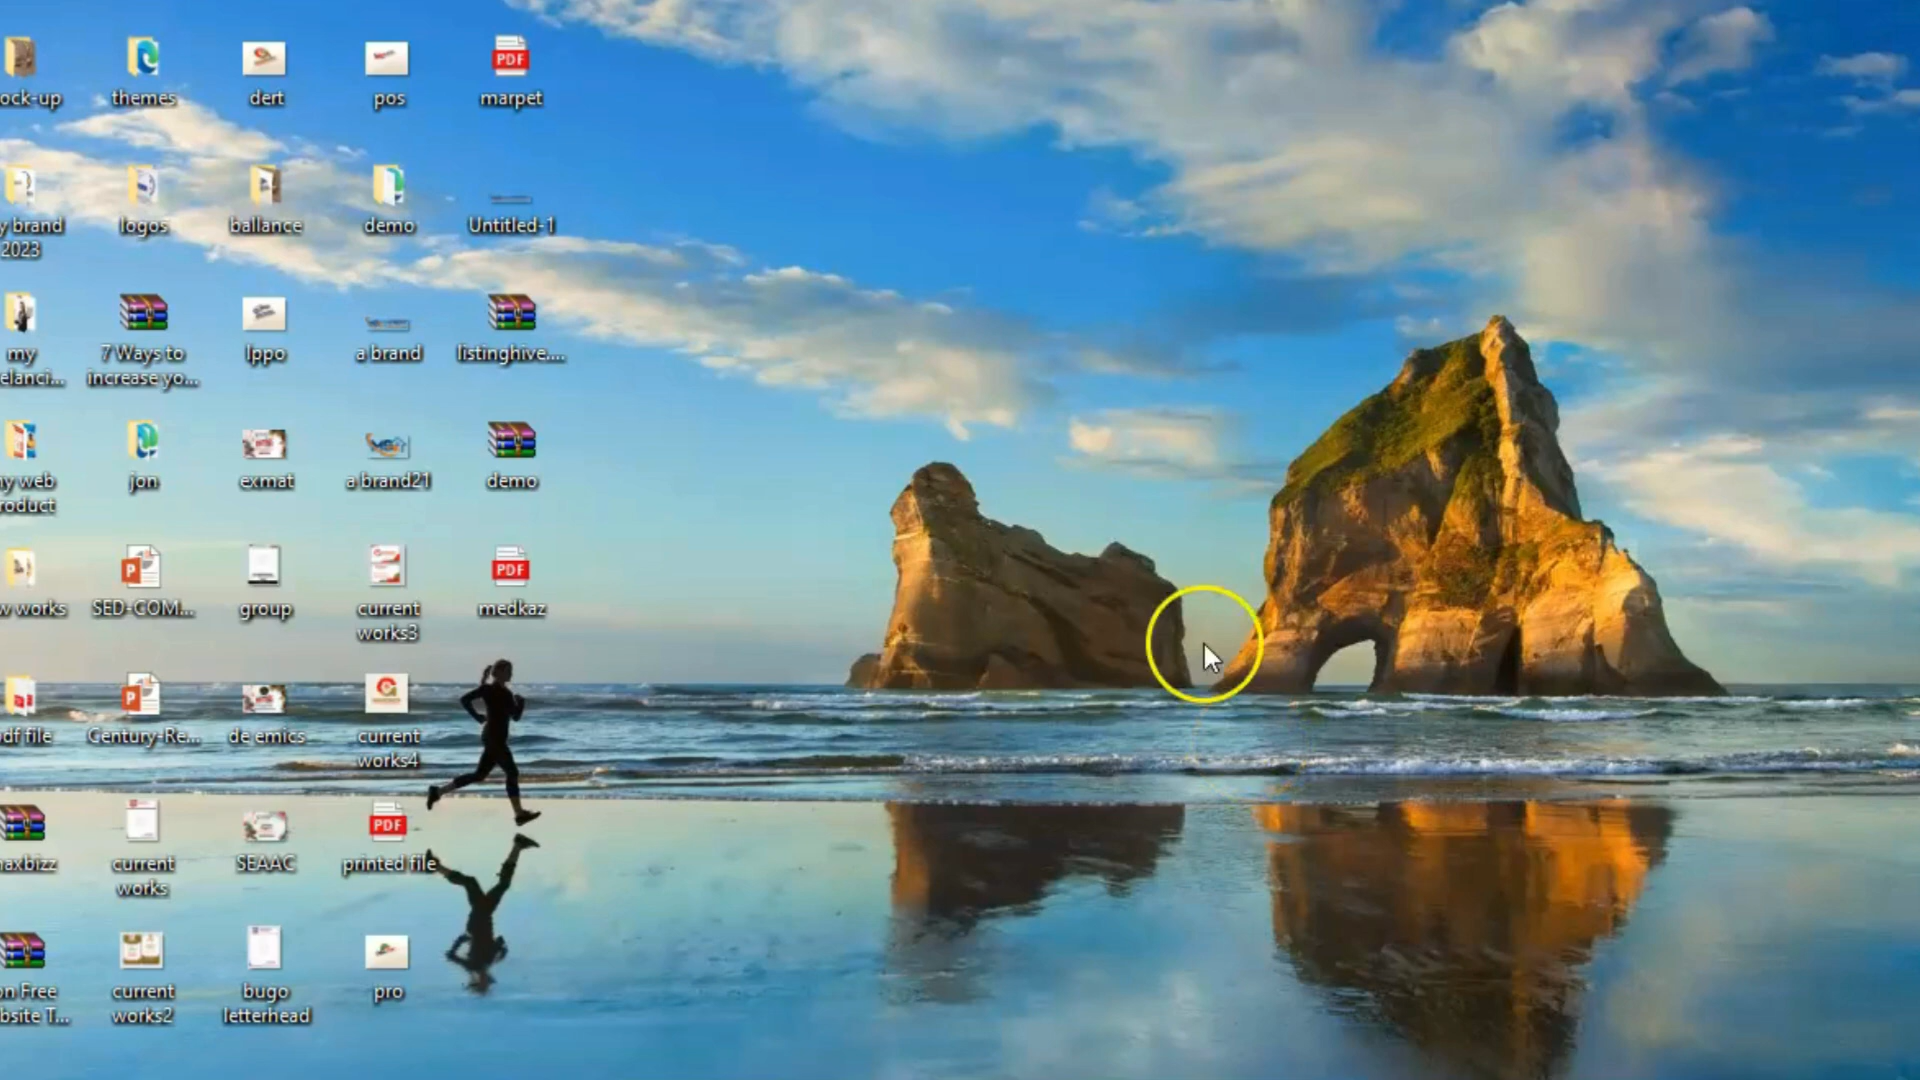 ock-up
themes
dert
pos
PDF
marpet
y brand
2023
logos
ballance
demo
Untitled-1
my
elanci...
7 Ways to
increase yo...
lppo
a brand
listinghive....
ny web
roduct
jon
exmat
a brand21
demo
w works
SED-COM...
group
current
works3
PDF
medkaz
df file
Century-Re...
de emics
current
works4
naxbizz
current
works
SEAAC
PDF
printed file
on Free
bsite T...
current
works2
bugo
letterhead
pro